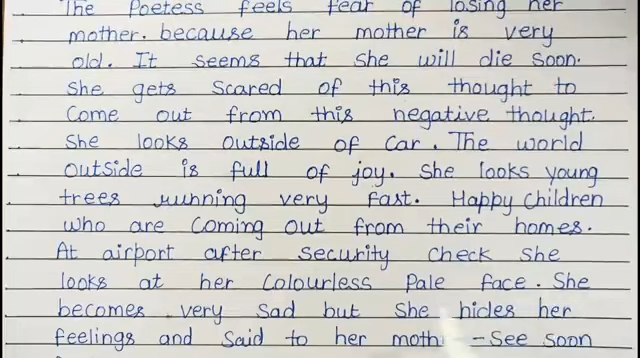 The Poetess feels fear of losing her
mother. because her mother is very
old. It seems that she will die soon.
She gets scared of this thought to
come out from this negative thought.
She looks outside of car. The world
outside is full of joy. She looks young
trees running very fast. Happy children
who are coming out from their homes.
At airport after security check she
looks at her colourless pale face. She
becomes very sad but she hides her
feelings and said to her moth - See soon